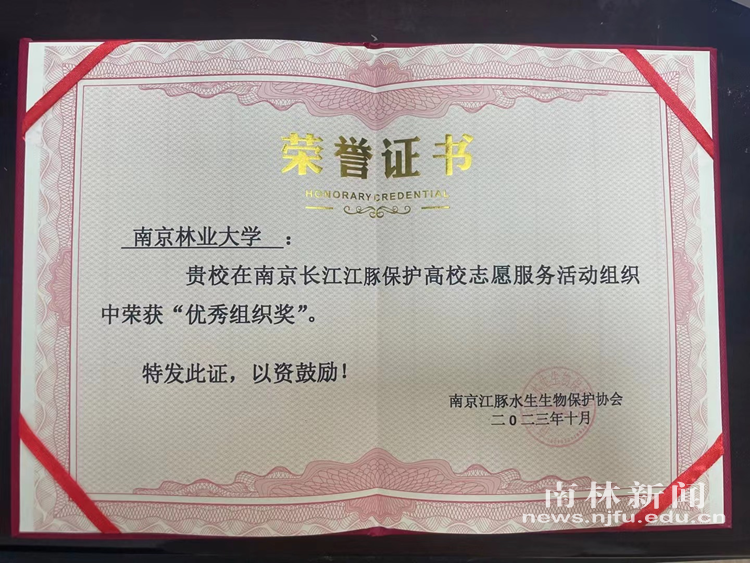 荣誉证书
HONORARY CREDENTIAL
南京林业大学 :
贵校在南京长江江豚保护高校志愿服务活动组织
中荣获“优秀组织奖”。
特发此证，以资鼓励！
南京江豚水生生物保护协会
二0二三年十月
南林新闻
news.njfu.edu.cn